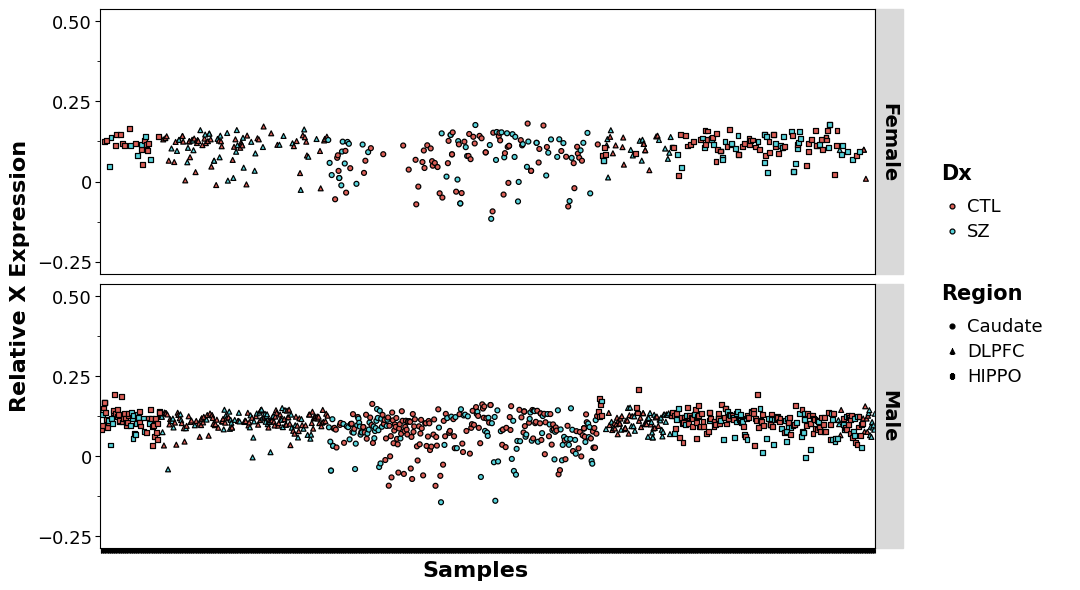 Relative X Expression
0.50
0.25
0
−0.25
Female
0.50
0.25
0
−0.25
Male
Samples
Dx
CTL
SZ
Region
Caudate
DLPFC
HIPPO